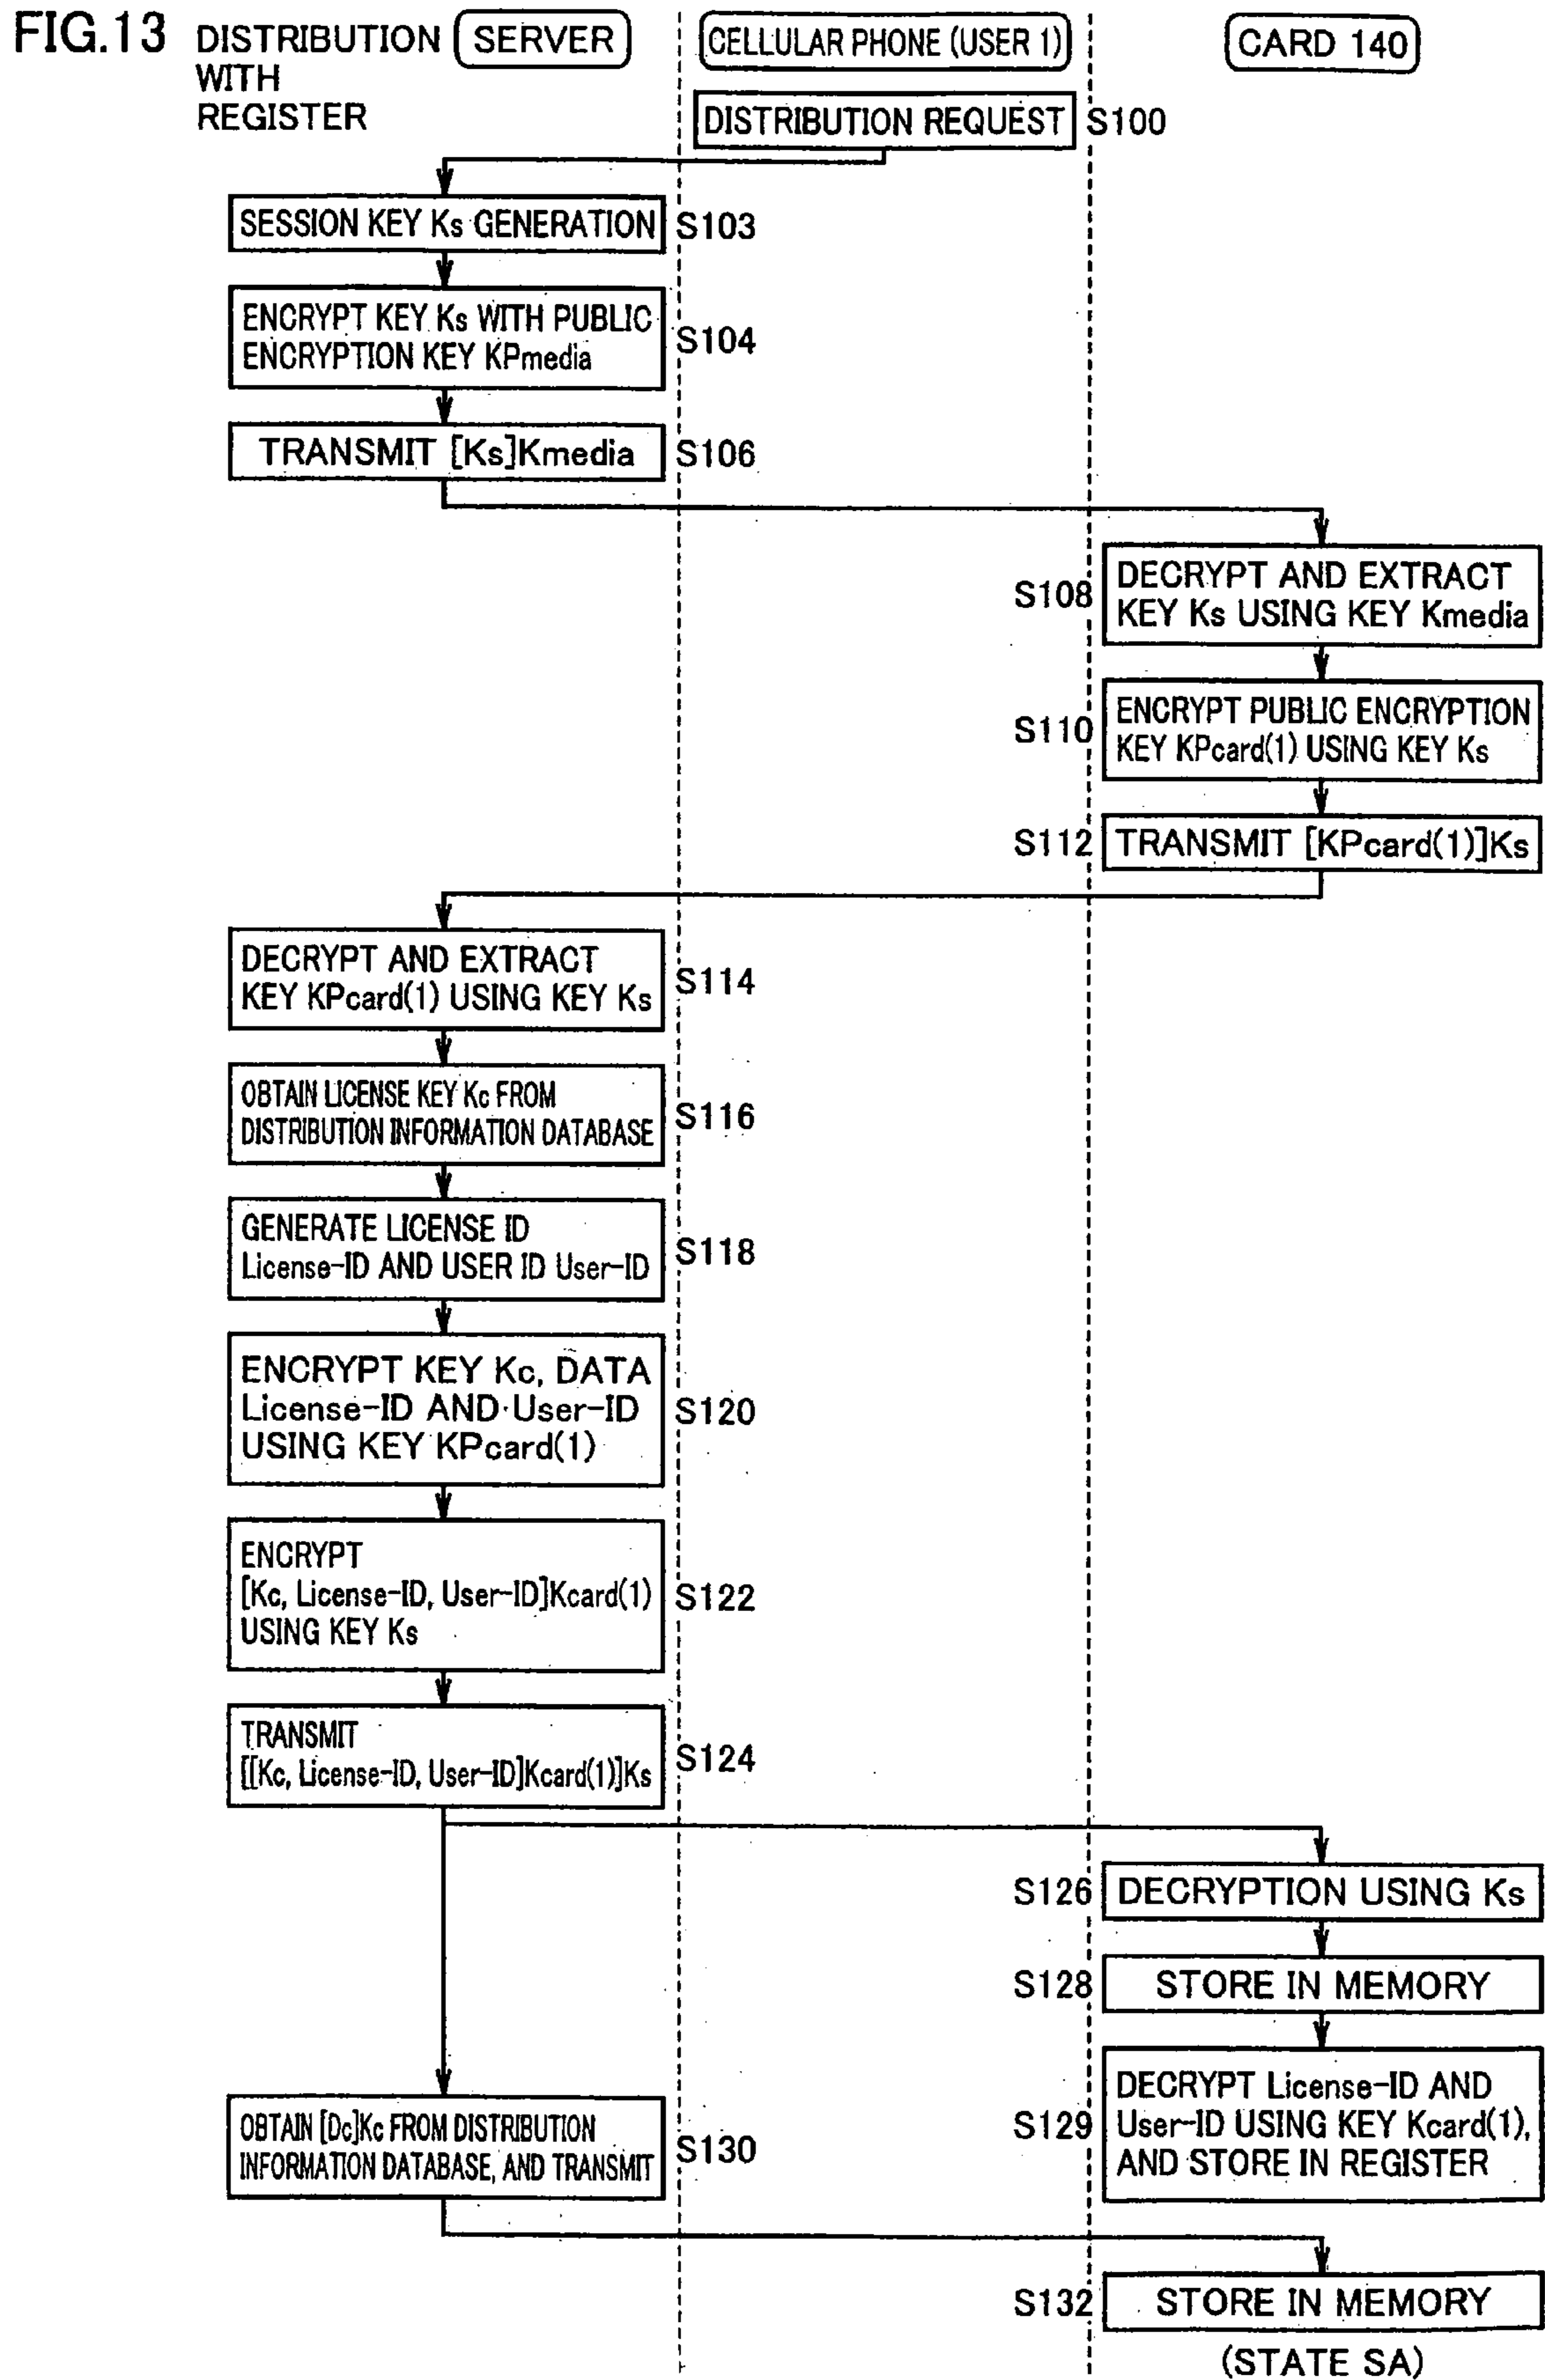 FIG.13
DISTRIBUTION
WITH
REGISTER
SERVER
CELLULAR PHONE (USER 1)
CARD 140
DISTRIBUTION REQUEST
S100
SESSION KEY Ks GENERATION
S103
ENCRYPT KEY Ks WITH PUBLIC
ENCRYPTION KEY KPmedia
S104
TRANSMIT [Ks]Kmedia
S106
S108
DECRYPT AND EXTRACT
KEY Ks USING KEY Kmedia
S110
ENCRYPT PUBLIC ENCRYPTION
KEY KPcard(1) USING KEY Ks
S112
TRANSMIT [KPcard(1)]Ks
DECRYPT AND EXTRACT
KEY KPcard(1) USING KEY Ks
S114
OBTAIN LICENSE KEY Kc FROM
DISTRIBUTION INFORMATION DATABASE
S116
GENERATE LICENSE ID
License-ID AND USER ID User-ID
S118
ENCRYPT KEY Kc, DATA
License-ID AND User-ID
USING KEY KPcard(1)
S120
ENCRYPT
[Kc, License-ID, User-ID]Kcard(1)
USING KEY Ks
S122
TRANSMIT
[[Kc, License-ID, User-ID]Kcard(1)]Ks
S124
S126
DECRYPTION USING Ks
S128
STORE IN MEMORY
S129
DECRYPT License-ID AND
User-ID USING KEY Kcard(1),
AND STORE IN REGISTER
OBTAIN [Dc]Kc FROM DISTRIBUTION
INFORMATION DATABASE, AND TRANSMIT
S130
S132
STORE IN MEMORY
(STATE SA)